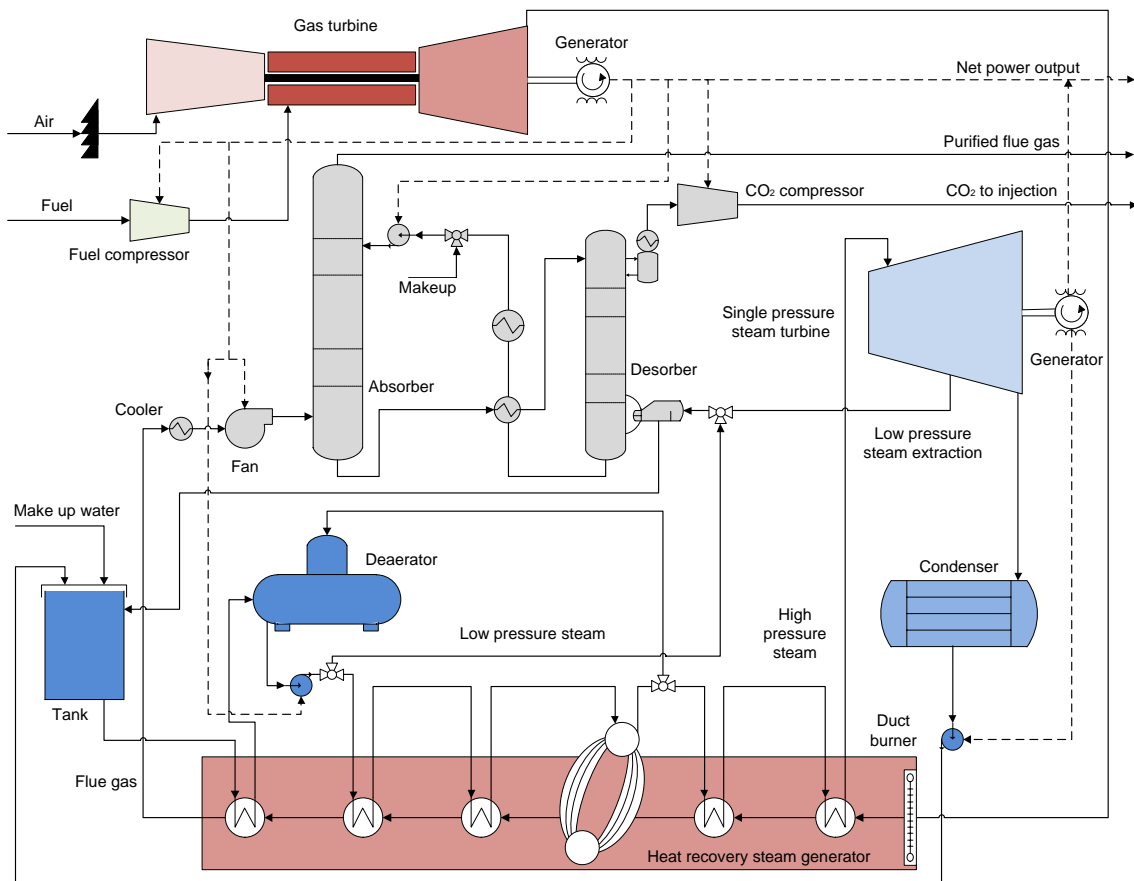 Gas turbine
Generator
Net power output
Air
Purified flue gas
CO₂ compressor
CO₂ to injection
Fuel
Fuel compressor
Makeup
Single pressure
steam turbine
Generator
Absorber
Desorber
Cooler
Fan
Low pressure
steam extraction
Make up water
Deaerator
Condenser
Low pressure steam
High
pressure
steam
Tank
Duct
burner
Flue gas
Heat recovery steam generator